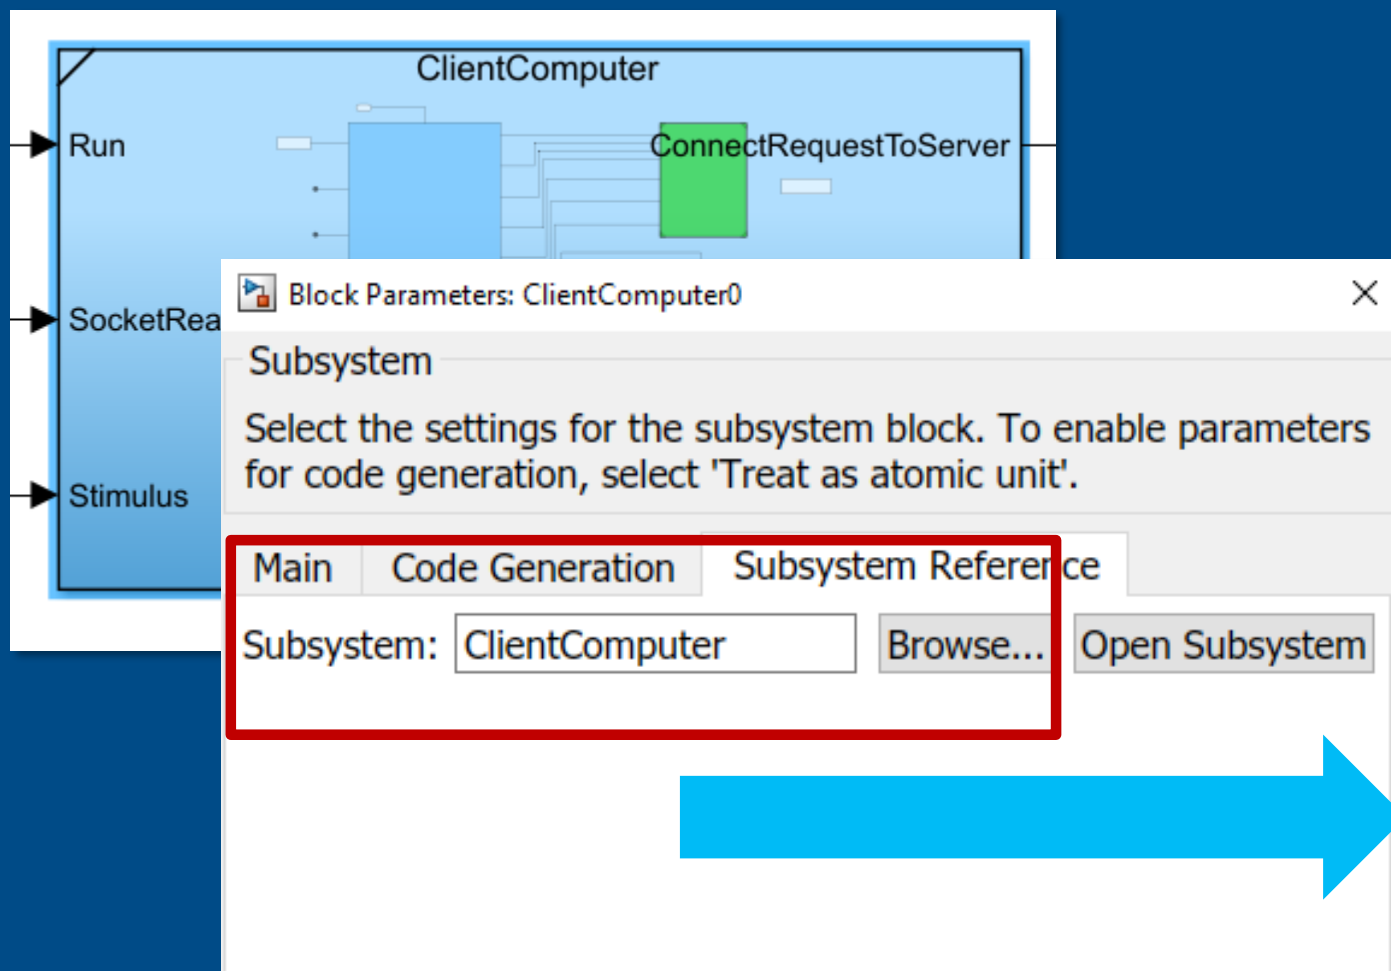 ClientComputer
Run
ConnectRequestToServer
SocketRea
Stimulus
Block Parameters: ClientComputer0
Subsystem
Select the settings for the subsystem block. To enable parameters
for code generation, select 'Treat as atomic unit'.
Main Code Generation Subsystem Reference
Subsystem: ClientComputer Browse... Open Subsystem